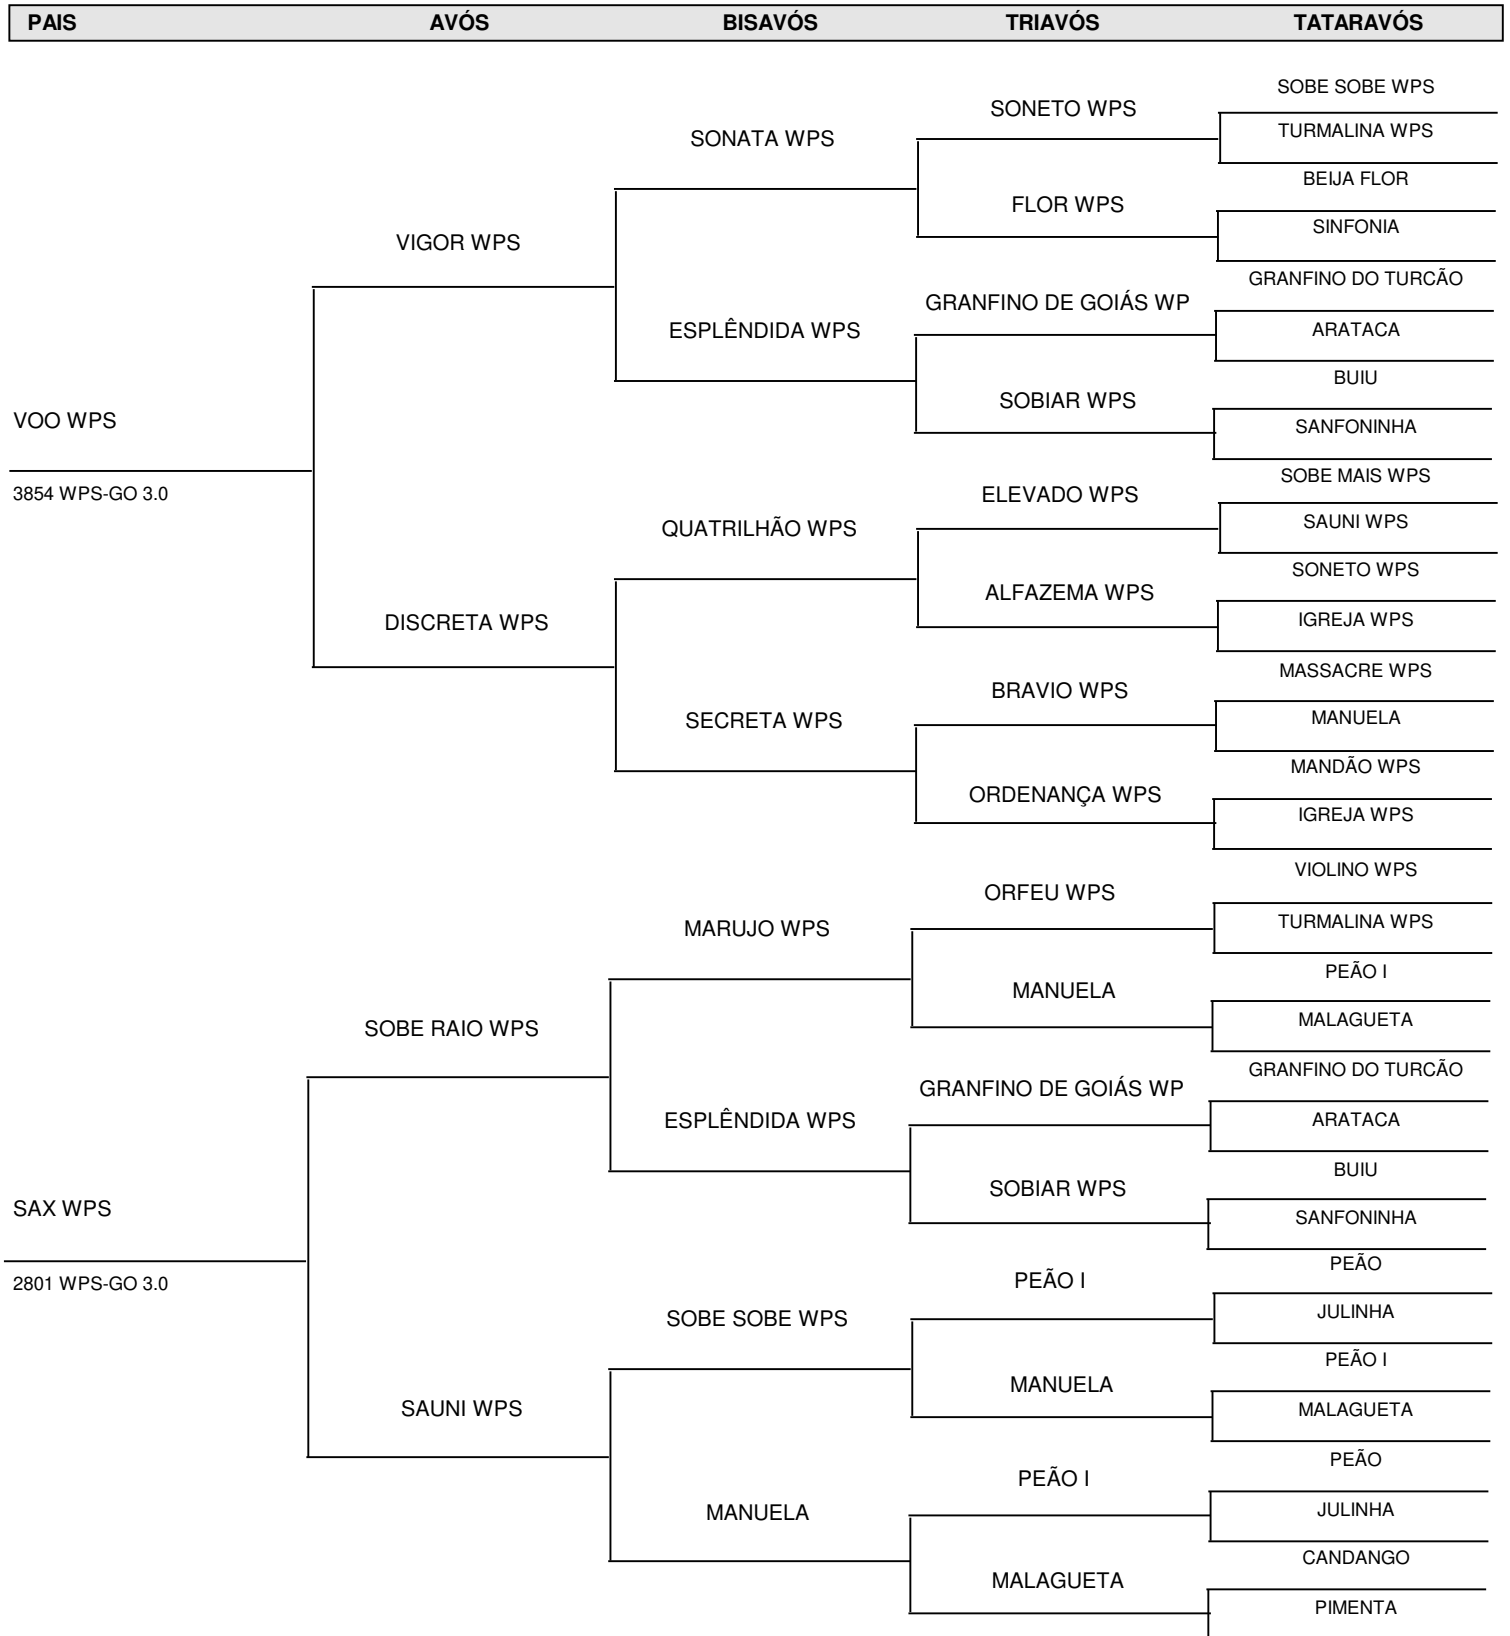 PAIS AVÓS BISAVÓS TRIAVÓS TATARAVÓS
SOBE SOBE WPS
SONETO WPS
TURMALINA WPS
SONATA WPS
BEIJA FLOR
FLOR WPS
SINFONIA
VIGOR WPS
GRANFINO DO TURCÃO
GRANFINO DE GOIÁS WP
ARATACA
ESPLÊNDIDA WPS
BUIU
SOBIAR WPS
SANFONINHA
VOO WPS
3854 WPS-GO 3.0
SOBE MAIS WPS
ELEVADO WPS
SAUNI WPS
QUATRILHÃO WPS
SONETO WPS
ALFAZEMA WPS
IGREJA WPS
DISCRETA WPS
MASSACRE WPS
BRAVIO WPS
MANUELA
SECRETA WPS
MANDÃO WPS
ORDENANÇA WPS
IGREJA WPS
VIOLINO WPS
ORFEU WPS
TURMALINA WPS
MARUJO WPS
PEÃO I
MANUELA
MALAGUETA
SOBE RAIO WPS
GRANFINO DO TURCÃO
GRANFINO DE GOIÁS WP
ARATACA
ESPLÊNDIDA WPS
BUIU
SOBIAR WPS
SANFONINHA
SAX WPS
2801 WPS-GO 3.0
PEÃO
PEÃO I
JULINHA
SOBE SOBE WPS
PEÃO I
MANUELA
MALAGUETA
SAUNI WPS
PEÃO
PEÃO I
JULINHA
MANUELA
CANDANGO
MALAGUETA
PIMENTA